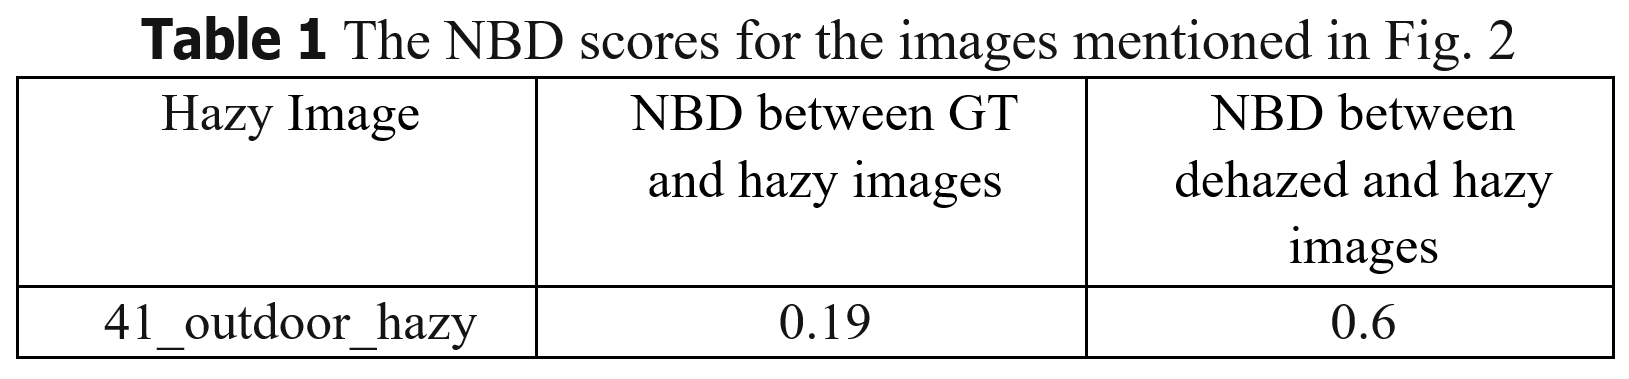 Table 1 The NBD scores for the images mentioned in Fig. 2
Hazy Image
NBD between GT
and hazy images
NBD between
dehazed and hazy
images
41_outdoor_hazy
0.19
0.6